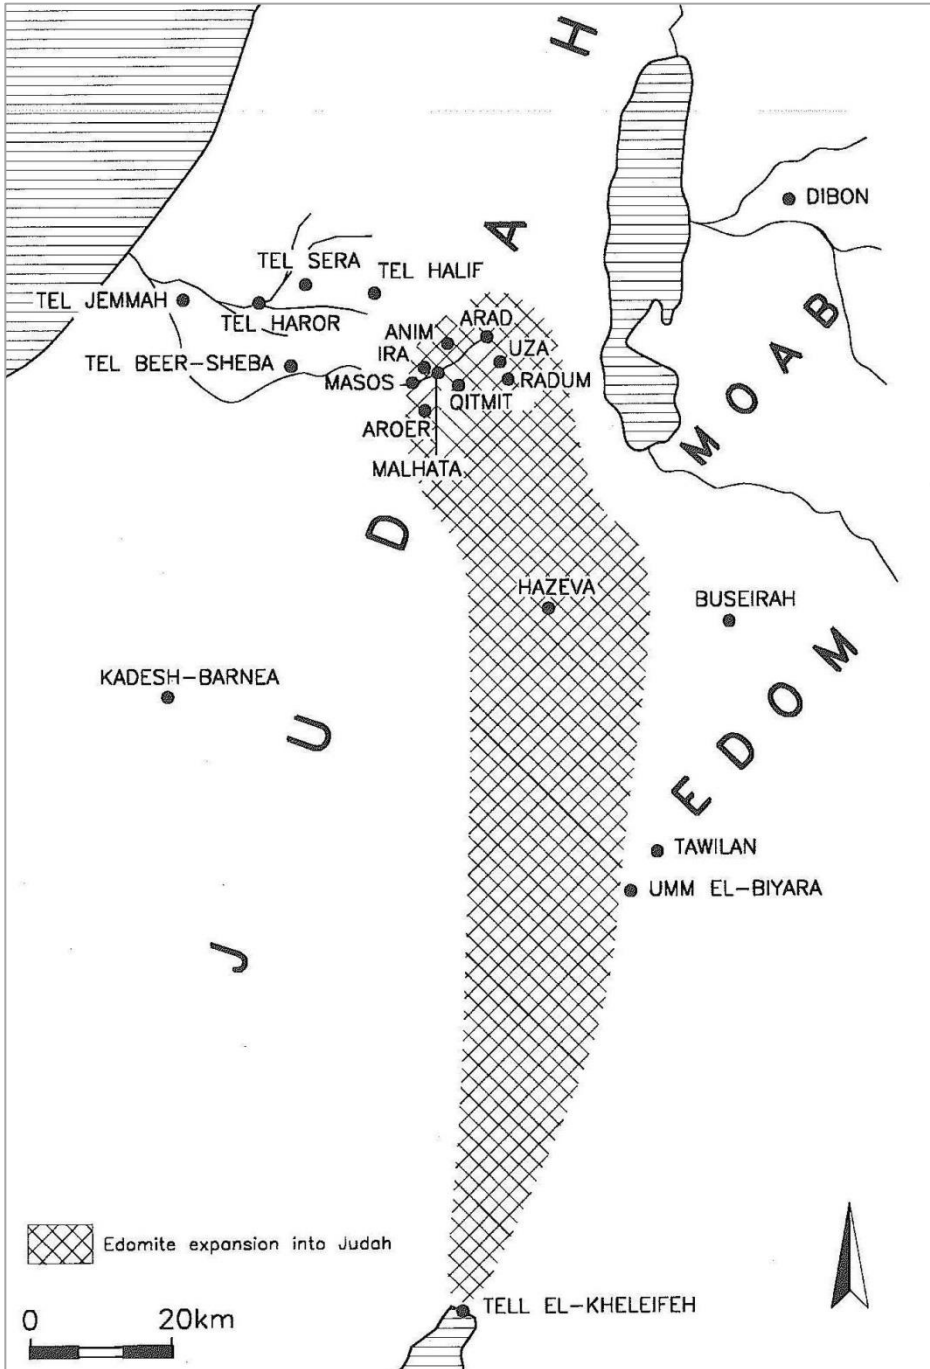 H
DIBON
A
TEL SERA
TEL HALIF
TEL JEMMAH
TEL HAROR
ARAD
ANIM
UZA
IRA
TEL BEER-SHEBA
RADUM
MASOS
QITMIT
AROER
MALHATA
MOAB
D
HAZEVA
BUSEIRAH
KADESH-BARNEA
U
EDOM
TAWILAN
UMM EL-BIYARA
J
Edomite expansion into Judah
TELL EL-KHELEIFEH
0 20km